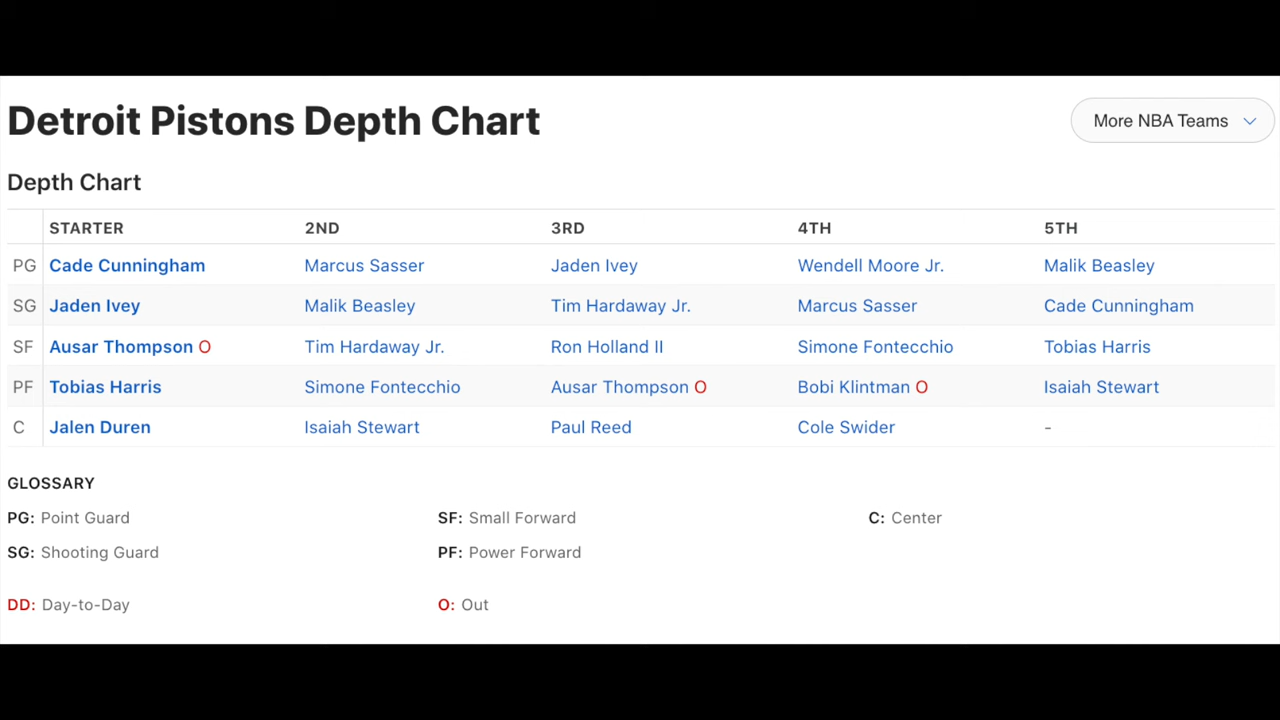 Detroit Pistons Depth Chart
More NBA Teams
Depth Chart
STARTER 2ND 3RD 4TH 5TH
PG Cade Cunningham Marcus Sasser Jaden Ivey Wendell Moore Jr. Malik Beasley
SG Jaden Ivey Malik Beasley Tim Hardaway Jr. Marcus Sasser Cade Cunningham
SF Ausar Thompson O Tim Hardaway Jr. Ron Holland II Simone Fontecchio Tobias Harris
PF Tobias Harris Simone Fontecchio Ausar Thompson O Bobi Klintman O Isaiah Stewart
C Jalen Duren Isaiah Stewart Paul Reed Cole Swider -
GLOSSARY
PG: Point Guard SF: Small Forward C: Center
SG: Shooting Guard PF: Power Forward
DD: Day-to-Day O: Out